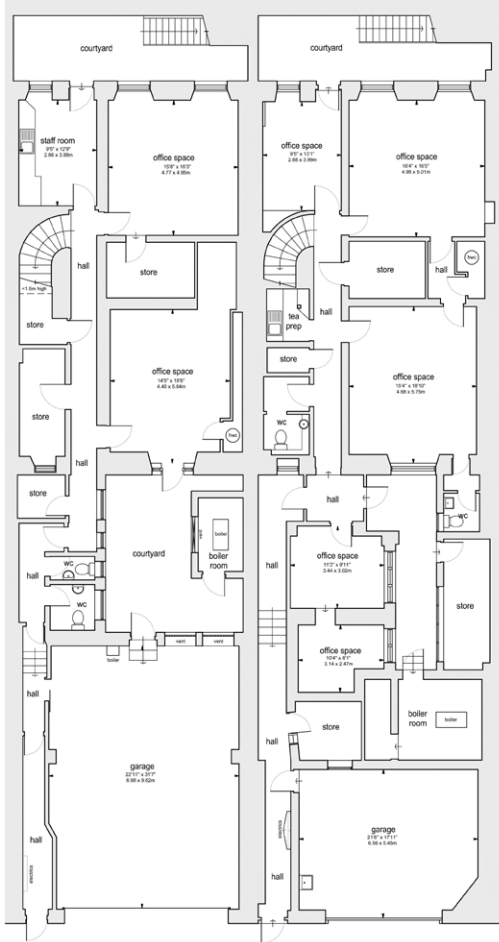 courtyard
staff room
9'5" x 12'9"
2.86 x 3.89m
office space
15'8" x 16'3"
4.77 x 4.95m
hall
<1.5m high
store
store
office space
14'5" x 18'6"
4.40 x 5.64m
store
hwc
store
hall
hall
WC
WC
courtyard
vent
boiler
boiler room
boiler
vent
vent
hall
garage
22'11" x 31'7"
6.98 x 9.62m
hall
electrics
courtyard
office space
9'5" x 13'1"
2.88 x 3.99m
office space
16'4" x 16'5"
4.98 x 5.01m
store
hall
hwc
tea
prep
hall
store
office space
15'4" x 18'10"
4.68 x 5.75m
WC
hall
WC
hall
office space
11'3" x 9'11"
3.44 x 3.02m
store
office space
10'4" x 8'1"
3.14 x 2.47m
boiler
room
boiler
hall
store
garage
21'6" x 17'11"
6.56 x 5.46m
electrics
hall